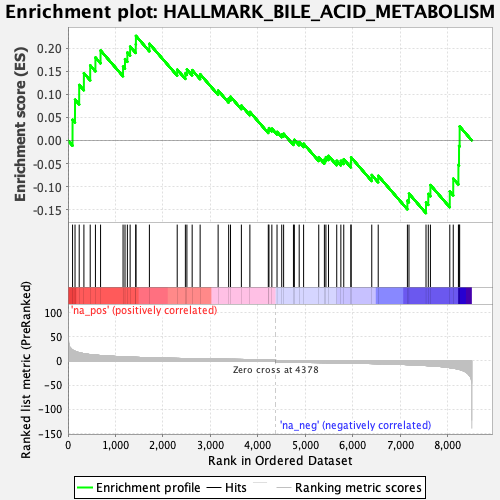 Enrichment plot: HALLMARK_BILE_ACID_METABOLISM
Enrichment score (ES)
0.20
0.15
0.10
0.05
0.00
-0.05
-0.10
-0.15
'na_pos' (positively correlated)
Ranked list metric (PreRanked)
100
50
0
-50
-100
-150
Zero cross at 4378
'na_neg' (negatively correlated)
0 1,000 2,000 3,000 4,000 5,000 6,000 7,000 8,000
Rank in Ordered Dataset
Enrichment profile Hits Ranking metric scores